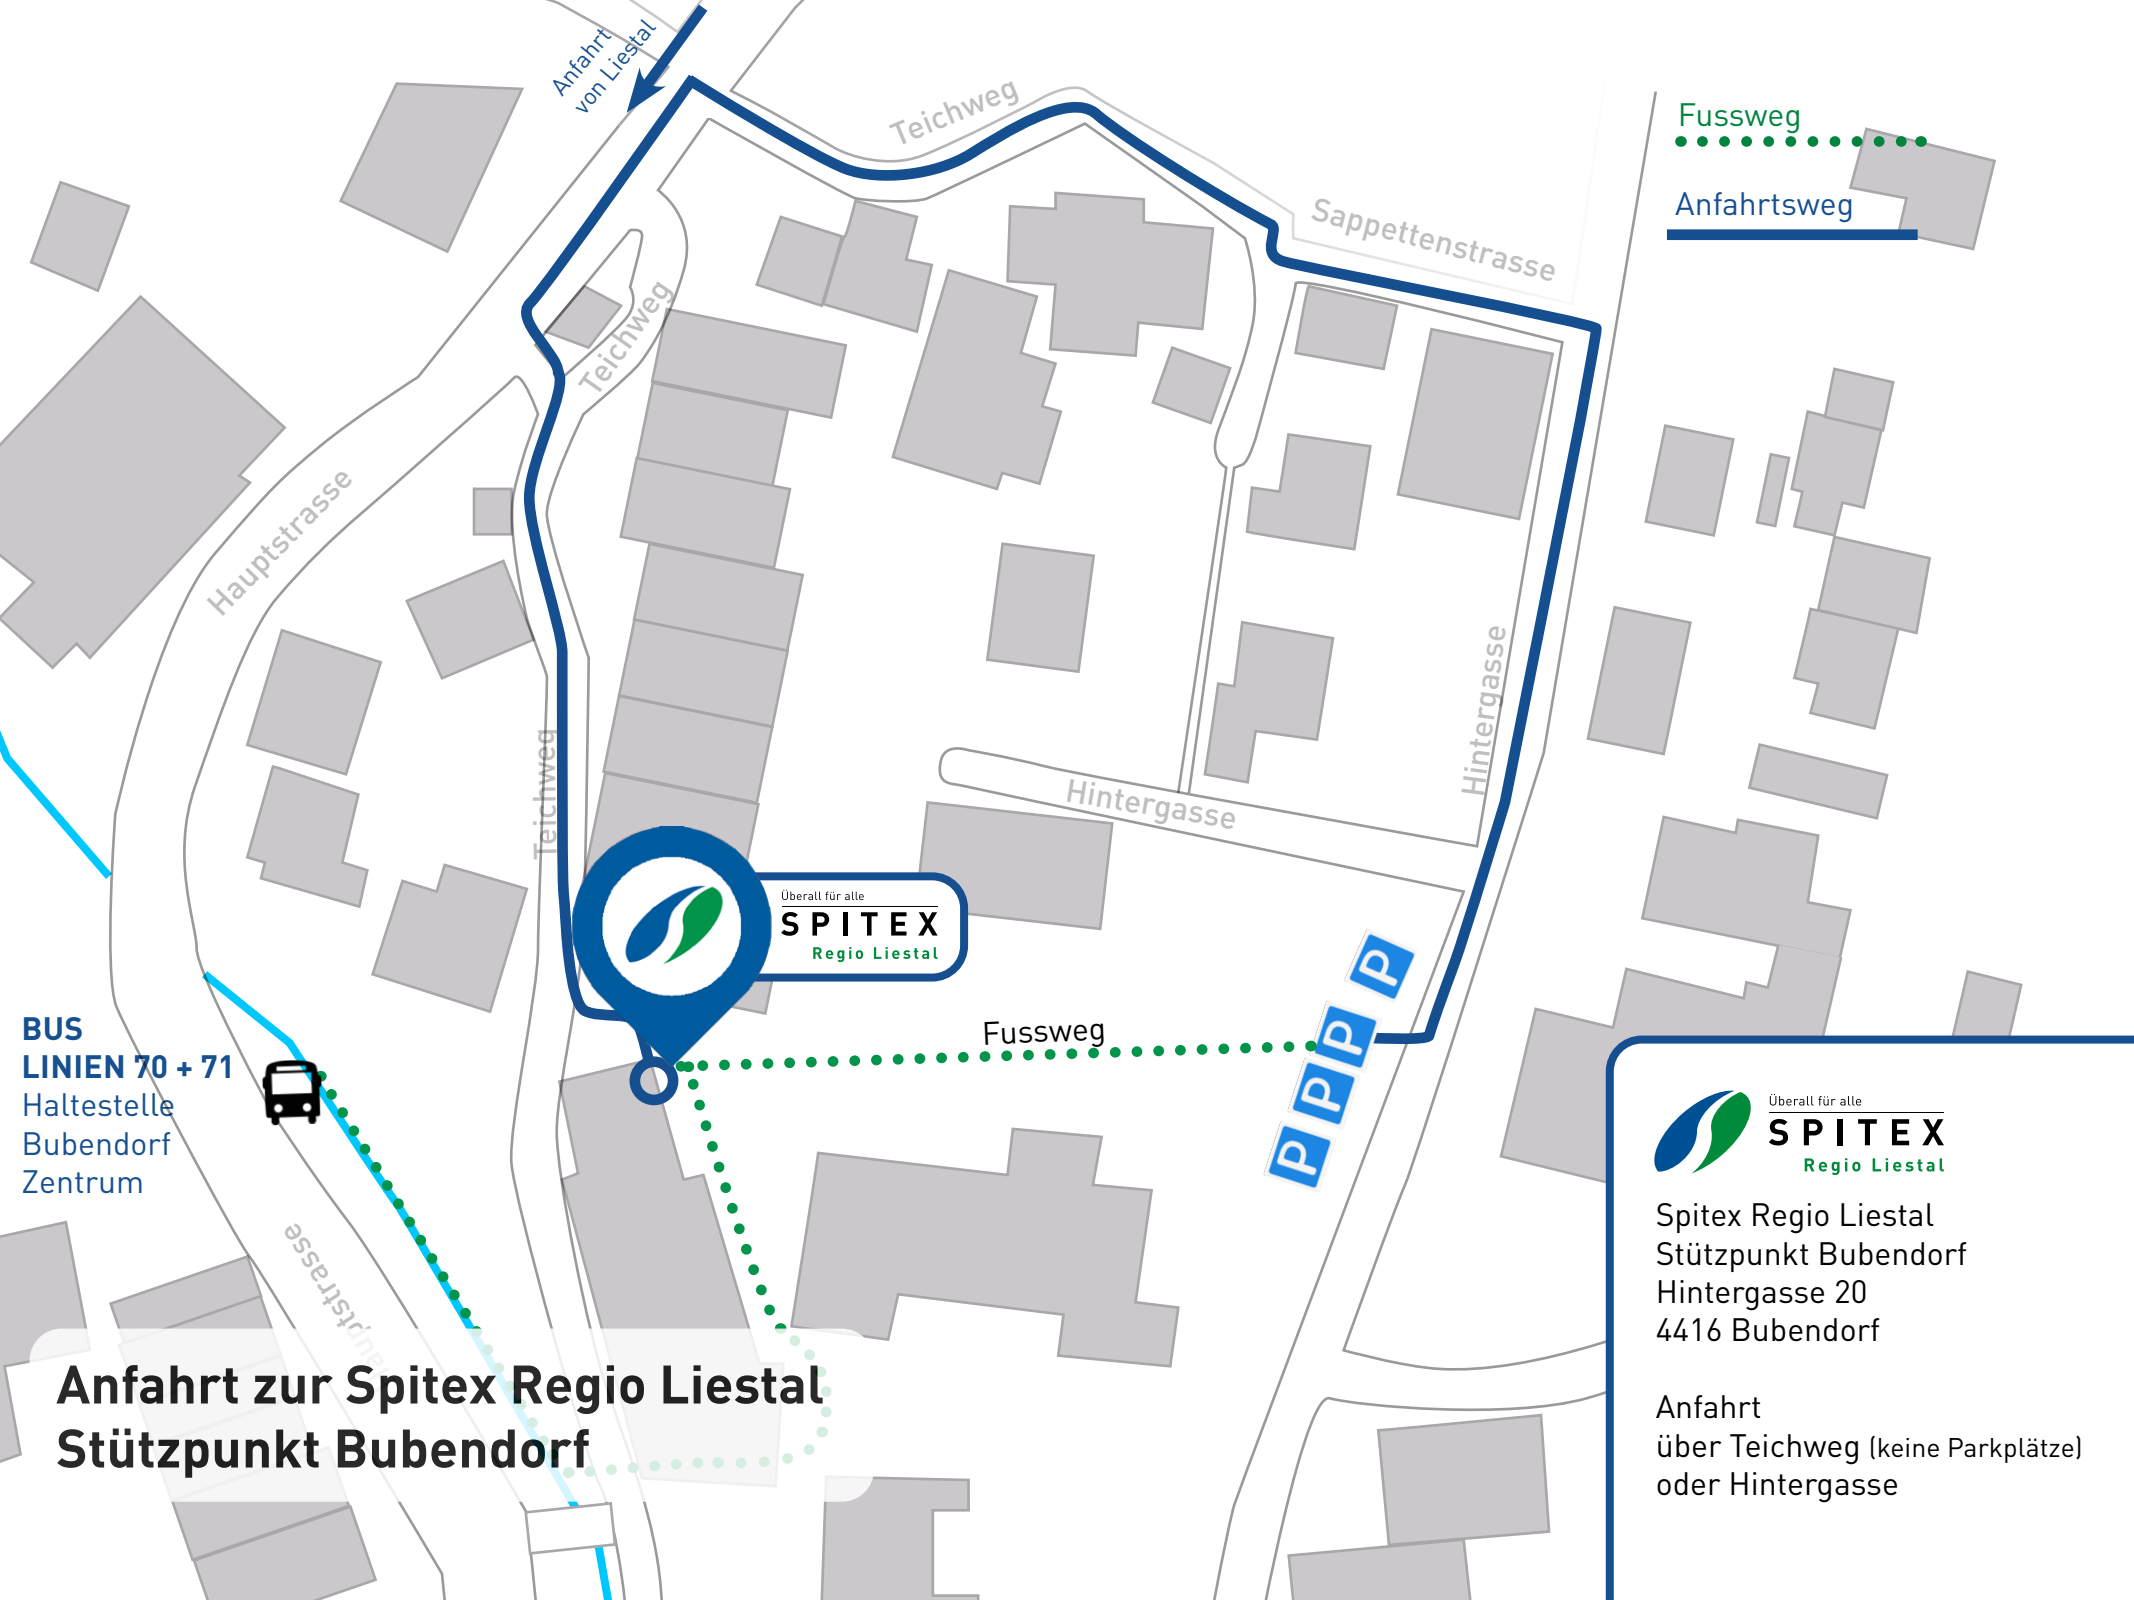 Anfahrt
von Liestal
Teichweg
Fussweg
Anfahrtsweg
Sappettenstrasse
Teichweg
Hauptstrasse
Hintergasse
Teichweg
Hintergasse
Überall für alle
SPITEX
Regio Liestal
Fussweg
P
P
P
P
BUS
LINIEN 70 + 71
Haltestelle
Bubendorf
Zentrum
Hauptstrasse
Anfahrt zur Spitex Regio Liestal
Stützpunkt Bubendorf
Überall für alle
SPITEX
Regio Liestal
Spitex Regio Liestal
Stützpunkt Bubendorf
Hintergasse 20
4416 Bubendorf
Anfahrt
über Teichweg (keine Parkplätze)
oder Hintergasse